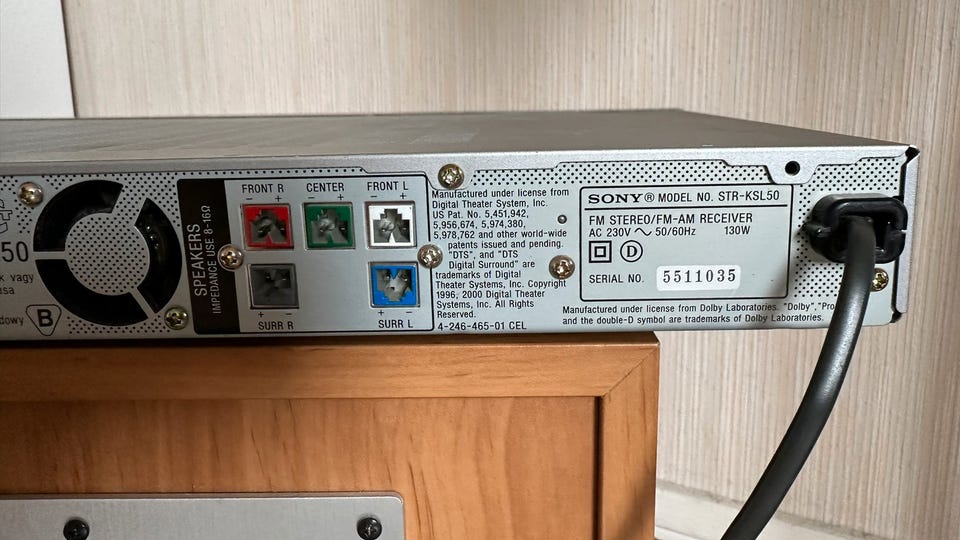 50
k vagy
sa
dowy
B
SPEAKERS
IMPEDANCE USE 8-16Ω
FRONT R CENTER FRONT L
− + − + − +
+ − + −
SURR R SURR L
Manufactured under license from
Digital Theater System, Inc.
US Pat. No. 5,451,942,
5,956,674, 5,974,380,
5,978,762 and other world-wide
patents issued and pending.
"DTS", and "DTS
Digital Surround" are
trademarks of Digital
Theater Systems, Inc. Copyright
1996, 2000 Digital Theater
Systems, Inc. All Rights
Reserved.
4-246-465-01 CEL
SONY® MODEL NO. STR-KSL50
FM STEREO/FM-AM RECEIVER
AC 230V ~ 50/60Hz 130W
D
SERIAL NO. 5511035
Manufactured under license from Dolby Laboratories. "Dolby","Pro
and the double-D symbol are trademarks of Dolby Laboratories.